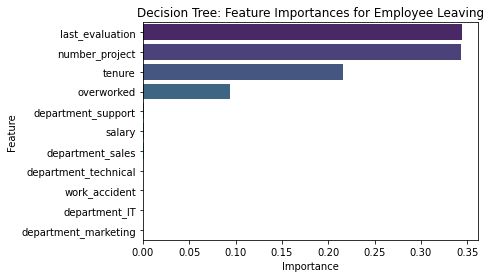 Decision Tree: Feature Importances for Employee Leaving
last_evaluation
number_project
tenure
overworked
department_support
salary
department_sales
department_technical
work_accident
department_IT
department_marketing
Feature
0.00 0.05 0.10 0.15 0.20 0.25 0.30 0.35
Importance